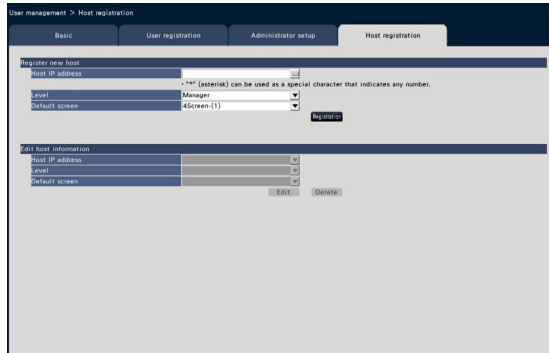 User management > Host registration
Basic User registration Administrator setup Host registration
Register new host
Host IP address
・"*" (asterisk) can be used as a special character that indicates any number.
Level Manager
Default screen 4Screen-(1)
Registration
Edit host information
Host IP address
Level
Default screen
Edit Delete